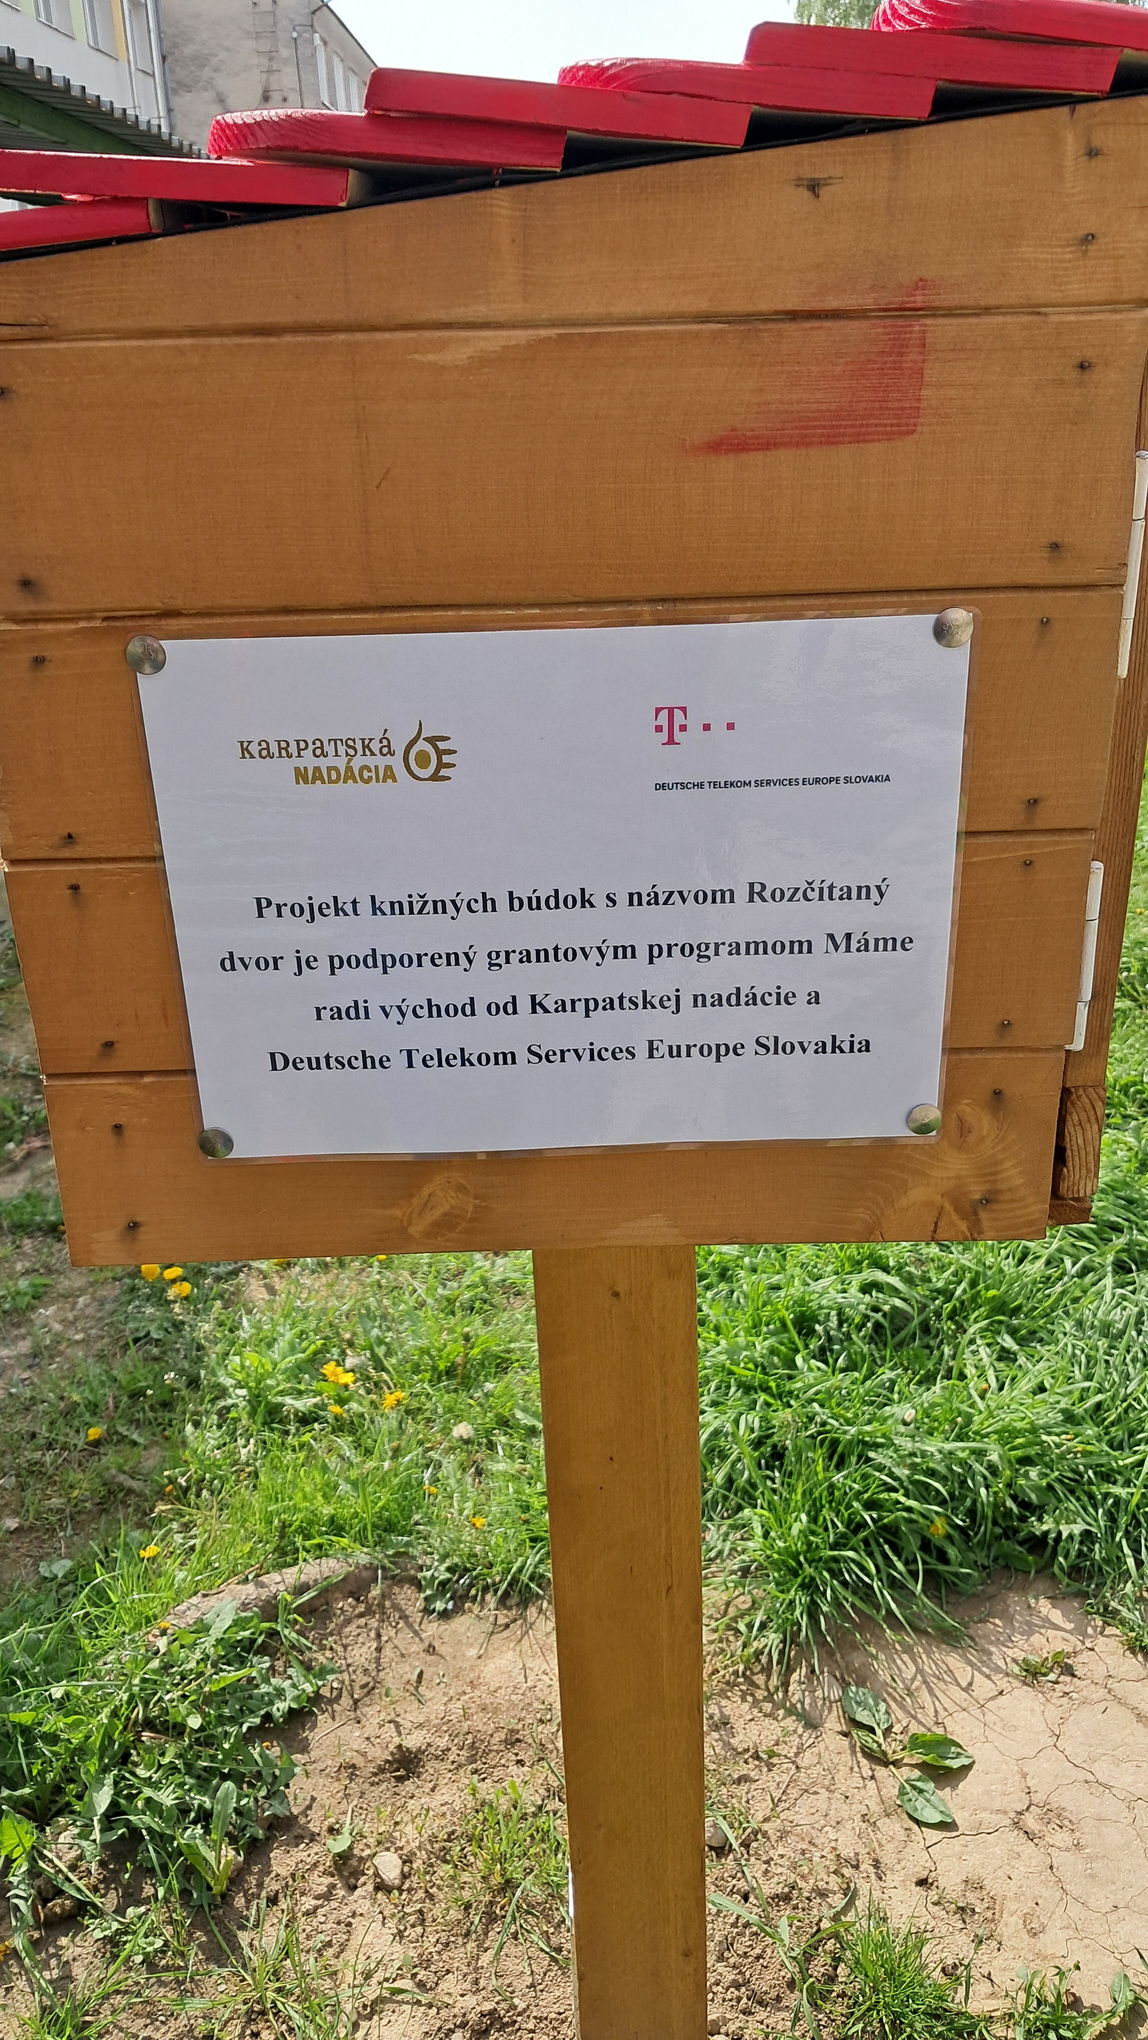 KARPATSKÁ
NADÁCIA
T
DEUTSCHE TELEKOM SERVICES EUROPE SLOVAKIA
Projekt knižných búdok s názvom Rozčítaný
dvor je podporený grantovým programom Máme
radi východ od Karpatskej nadácie a
Deutsche Telekom Services Europe Slovakia